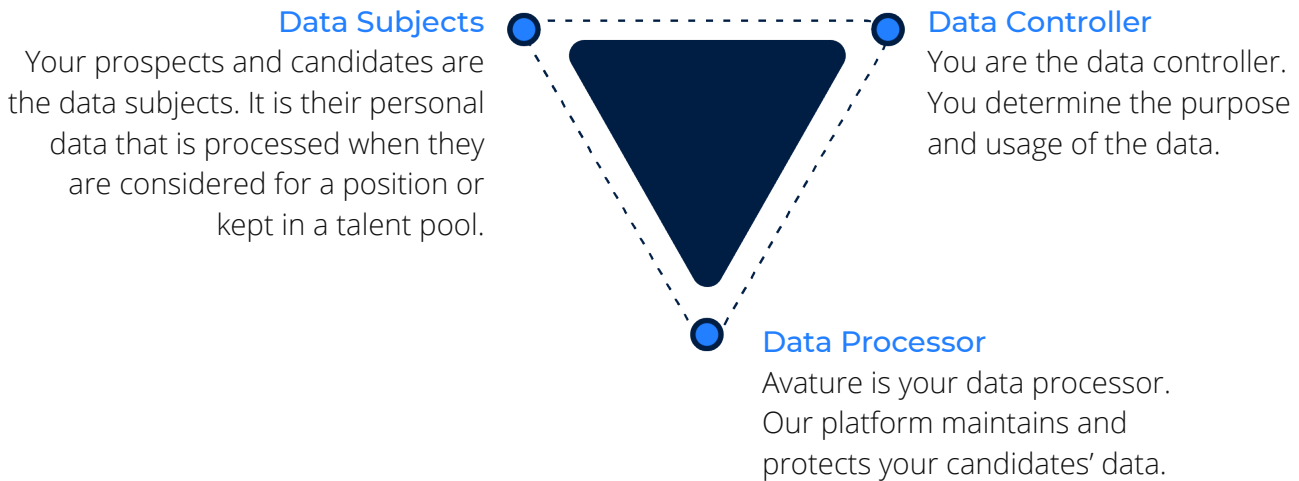 Data Subjects
Your prospects and candidates are
the data subjects. It is their personal
data that is processed when they
are considered for a position or
kept in a talent pool.
Data Controller
You are the data controller.
You determine the purpose
and usage of the data.
Data Processor
Avature is your data processor.
Our platform maintains and
protects your candidates’ data.